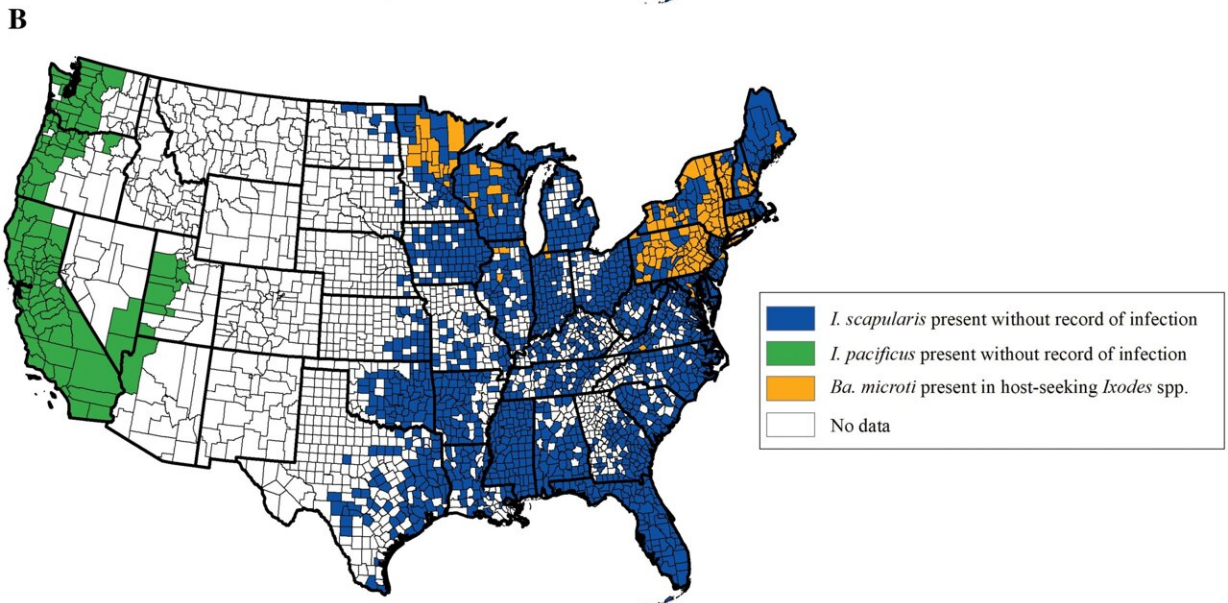 B
I. scapularis present without record of infection
I. pacificus present without record of infection
Ba. microti present in host-seeking Ixodes spp.
No data